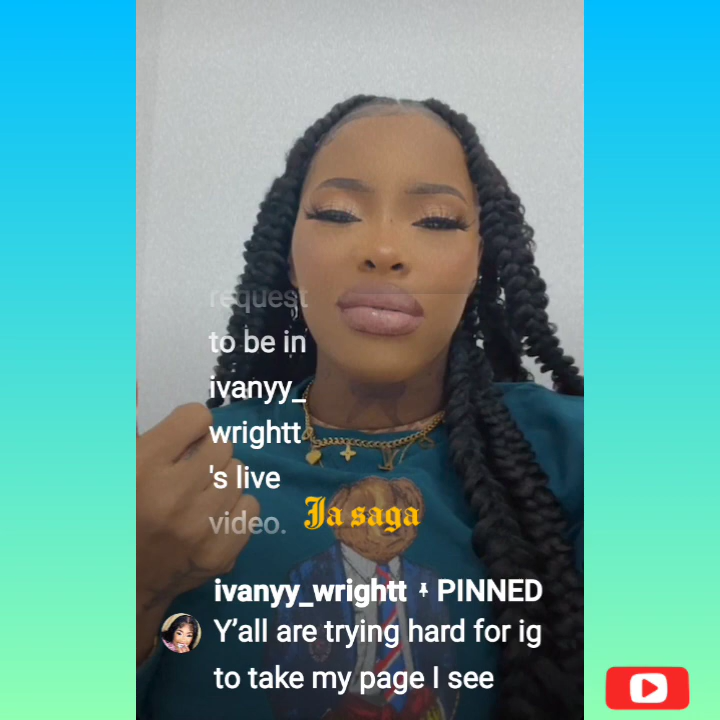 request
to be in
ivanyy_
wrightt
's live
video.
Ja saga
ivanyy_wrightt PINNED
Y'all are trying hard for ig
to take my page I see